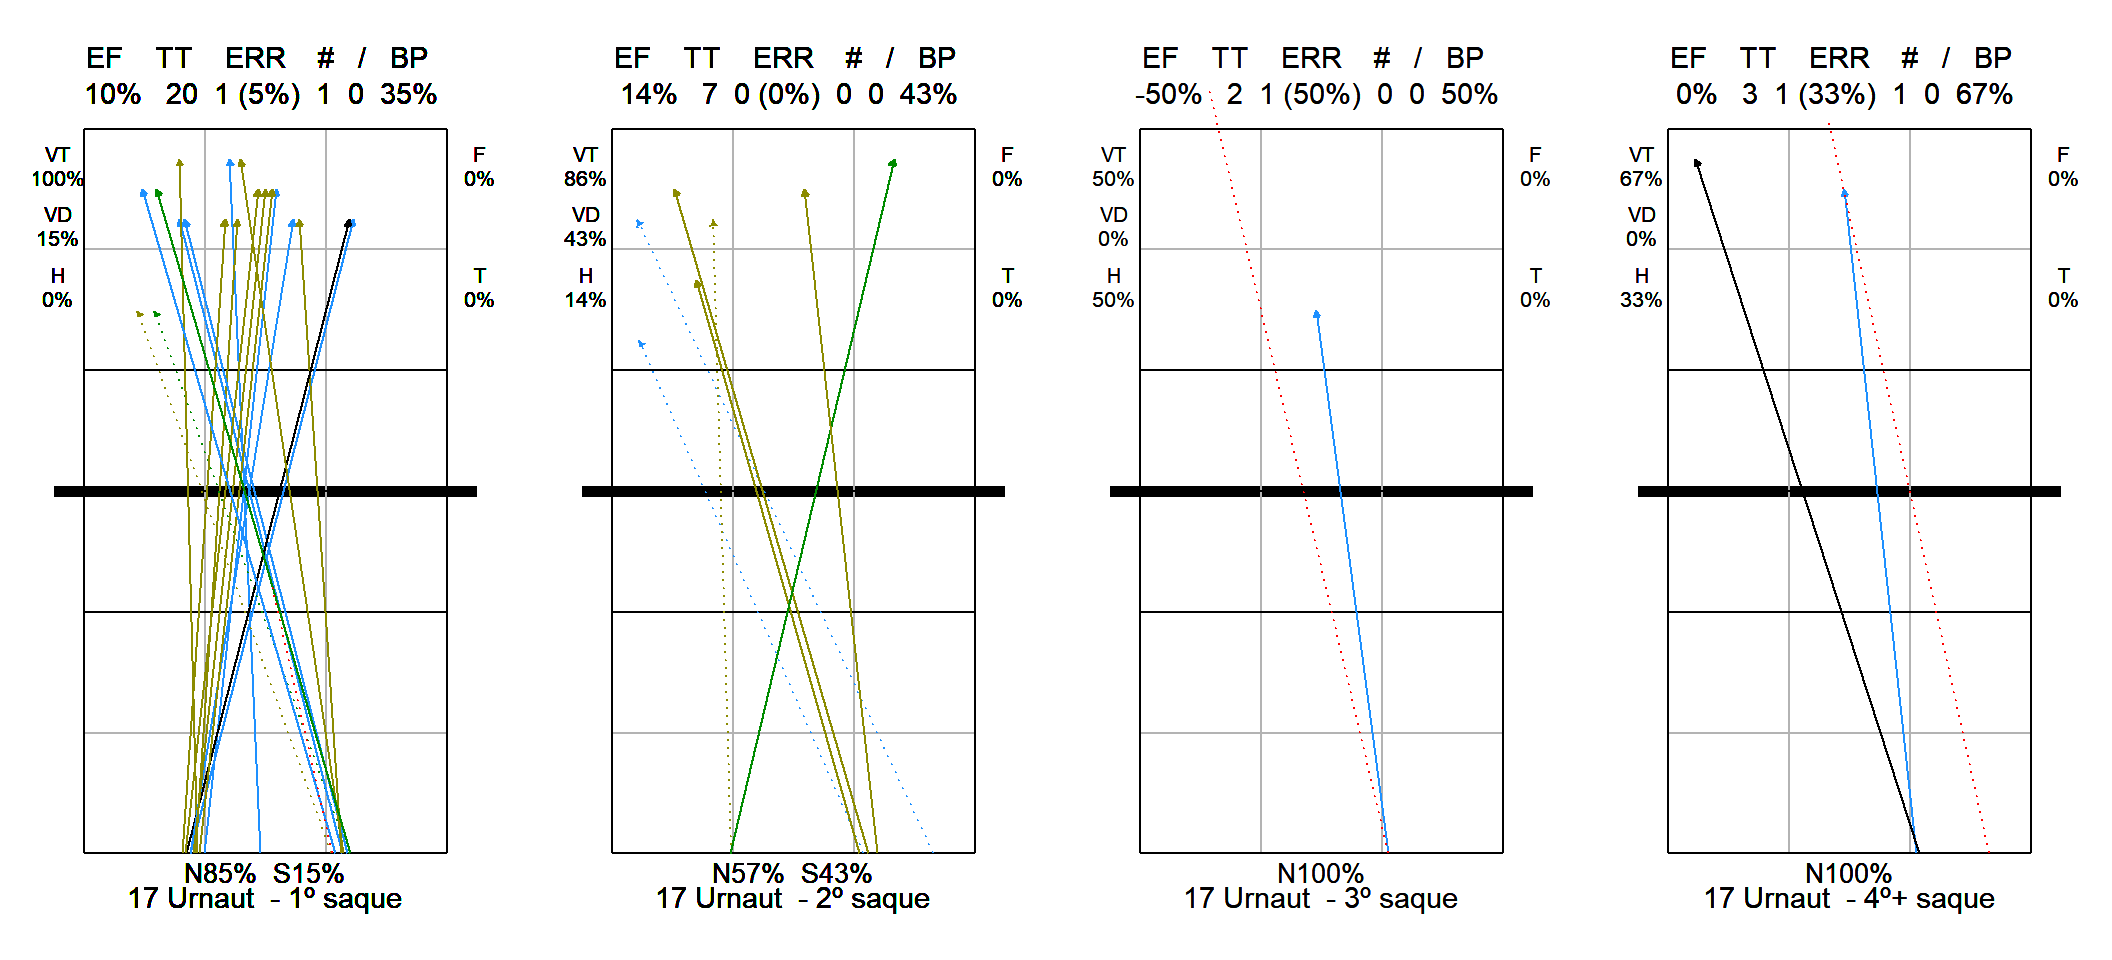 EF TT ERR # / BP
10% 20 1 (5%) 1 0 35%
VT
100%
VD
15%
H
0%
F
0%
T
0%
N85% S15%
17 Urnaut - 1º saque
EF TT ERR # / BP
14% 7 0 (0%) 0 0 43%
VT
86%
VD
43%
H
14%
F
0%
T
0%
N57% S43%
17 Urnaut - 2º saque
EF TT ERR # / BP
-50% 2 1 (50%) 0 0 50%
VT
50%
VD
0%
H
50%
F
0%
T
0%
N100%
17 Urnaut - 3º saque
EF TT ERR # / BP
0% 3 1 (33%) 1 0 67%
VT
67%
VD
0%
H
33%
F
0%
T
0%
N100%
17 Urnaut - 4º+ saque